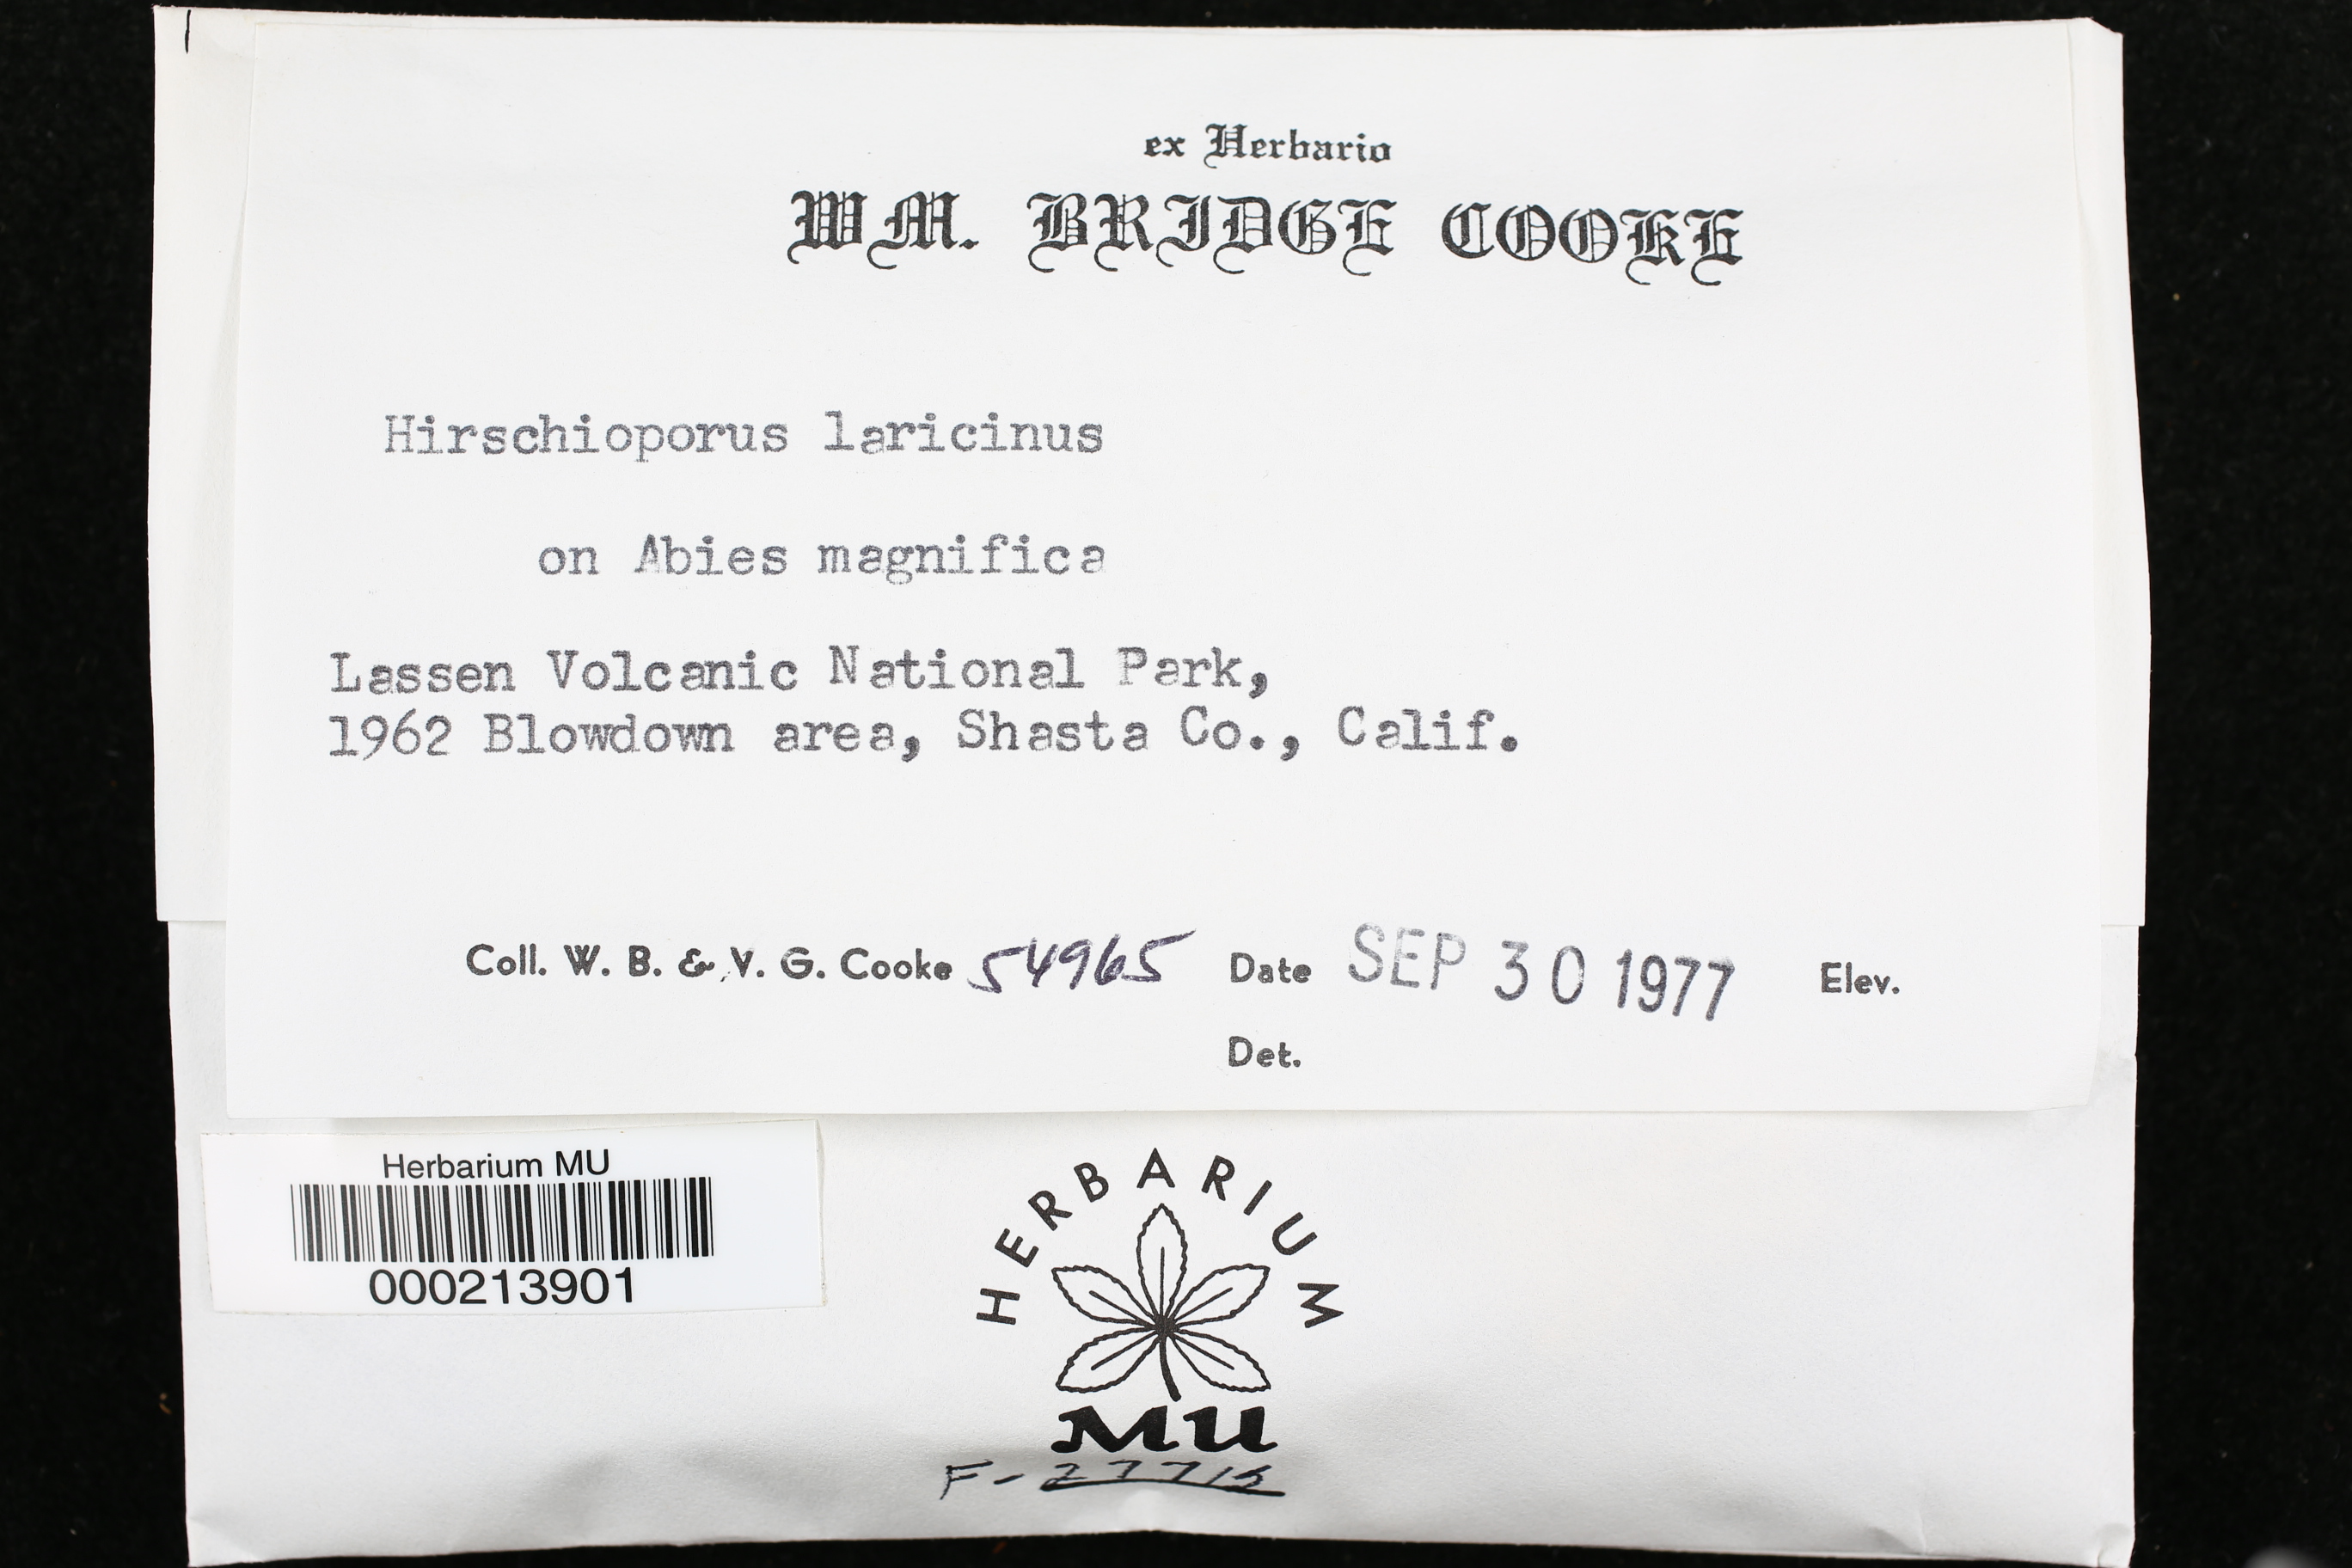 ex Herbario
WM. BRIDGE COOKE
Hirschioporus laricinus
on Abies magnifica
Lassen Volcanic National Park,
1962 Blowdown area, Shasta Co., Calif.
Coll. W. B. & V. G. Cooke 54965 Date SEP 30 1977 Elev.
Det.
Herbarium MU
000213901
HERBARIUM
MU
F-27715